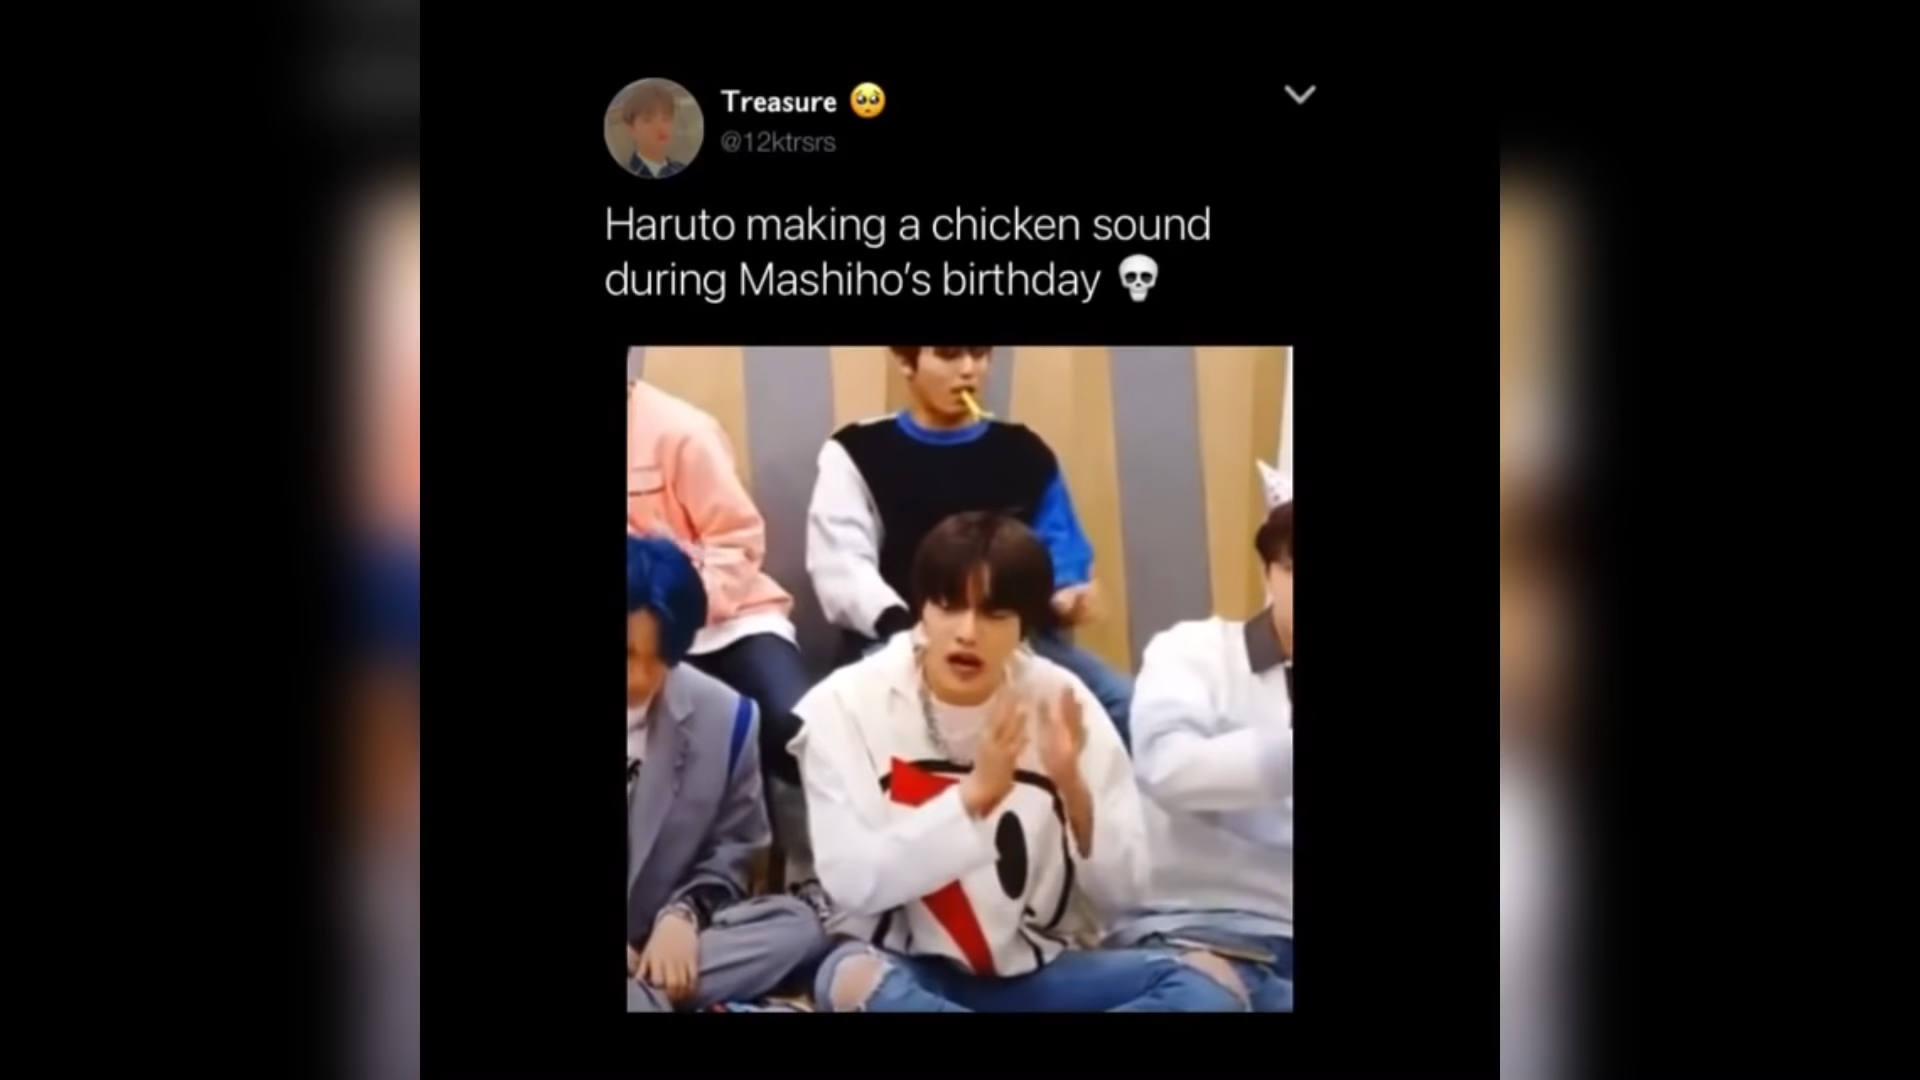 Treasure 🥺
@12ktrsrs
Haruto making a chicken sound
during Mashiho’s birthday 💀